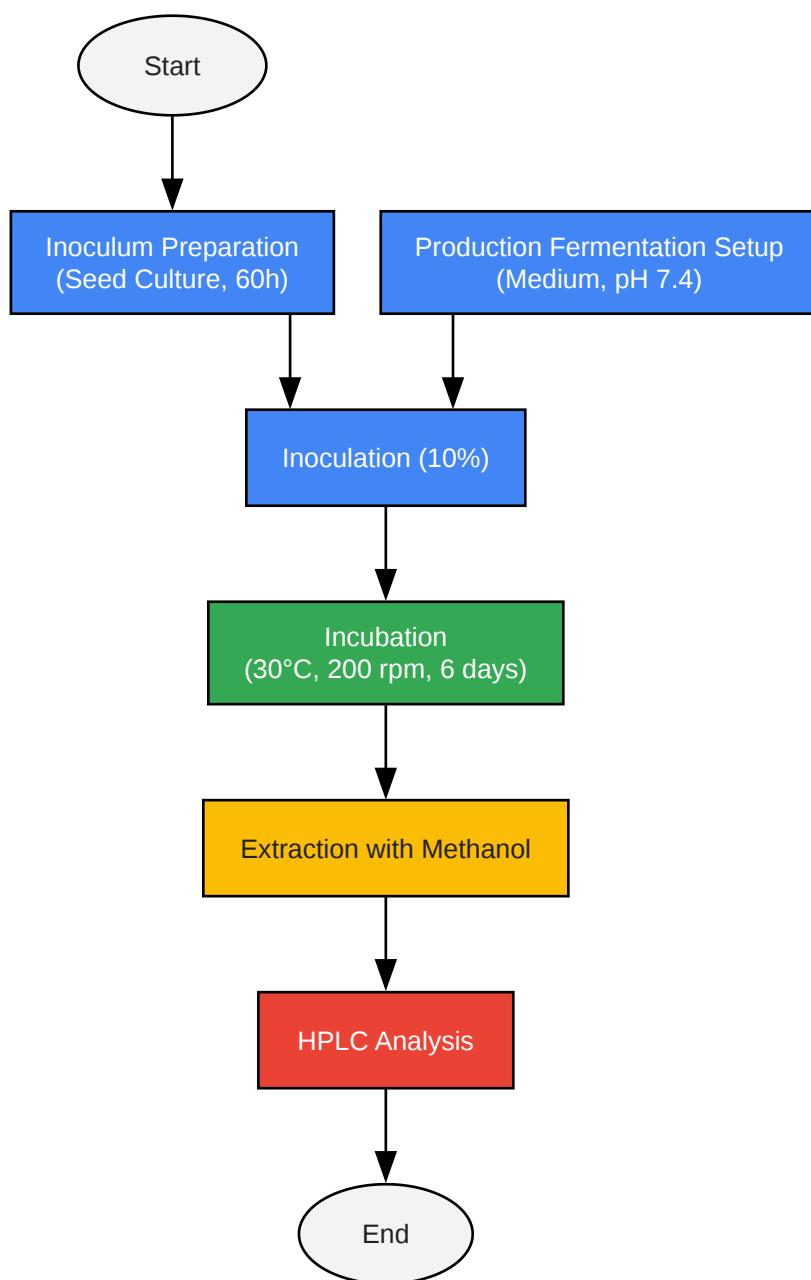 Start
Inoculum Preparation
(Seed Culture, 60h)
Production Fermentation Setup
(Medium, pH 7.4)
Inoculation (10%)
Incubation
(30°C, 200 rpm, 6 days)
Extraction with Methanol
HPLC Analysis
End